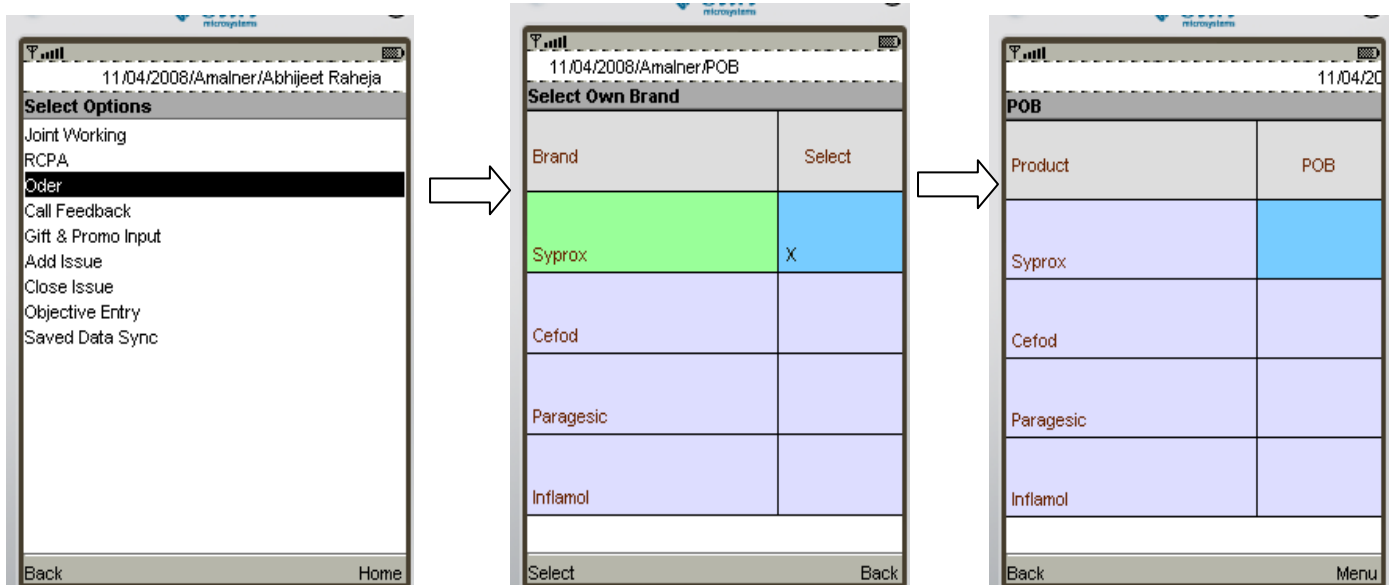 microsystems
11/04/2008/Amalner/Abhijeet Raheja
Select Options
Joint Working
RCPA
Oder
Call Feedback
Gift & Promo Input
Add Issue
Close Issue
Objective Entry
Saved Data Sync
Back Home
microsystems
11/04/2008/Amalner/POB
Select Own Brand
Brand Select
Syprox X
Cefod
Paragesic
Inflamol
Select Back
microsystems
11/04/20
POB
Product POB
Syprox
Cefod
Paragesic
Inflamol
Back Menu